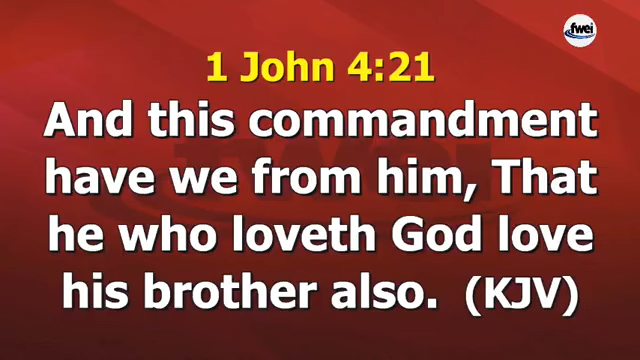 fwei
1 John 4:21
And this commandment
have we from him, That
he who loveth God love
his brother also. (KJV)